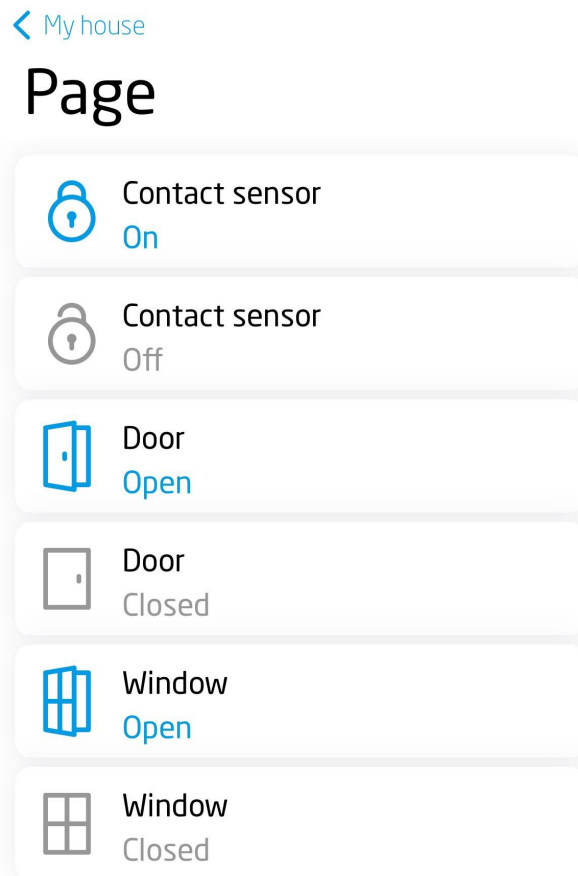 My house
Page
Contact sensor
On
Contact sensor
Off
Door
Open
Door
Closed
Window
Open
Window
Closed